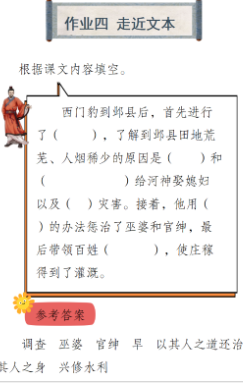 作业四 走近文本
根据课文内容填空。
西门豹到邺县后，首先进行
了（ ），了解到邺县田地荒
芜、人烟稀少的原因是（ ）和
（ ）给河神娶媳妇
以及（ ）灾害。接着，他用（
）的办法惩治了巫婆和官绅，最
后带领百姓（ ），使庄稼
得到了灌溉。
参考答案
调查 巫婆 官绅 旱 以其人之道还治
其人之身 兴修水利